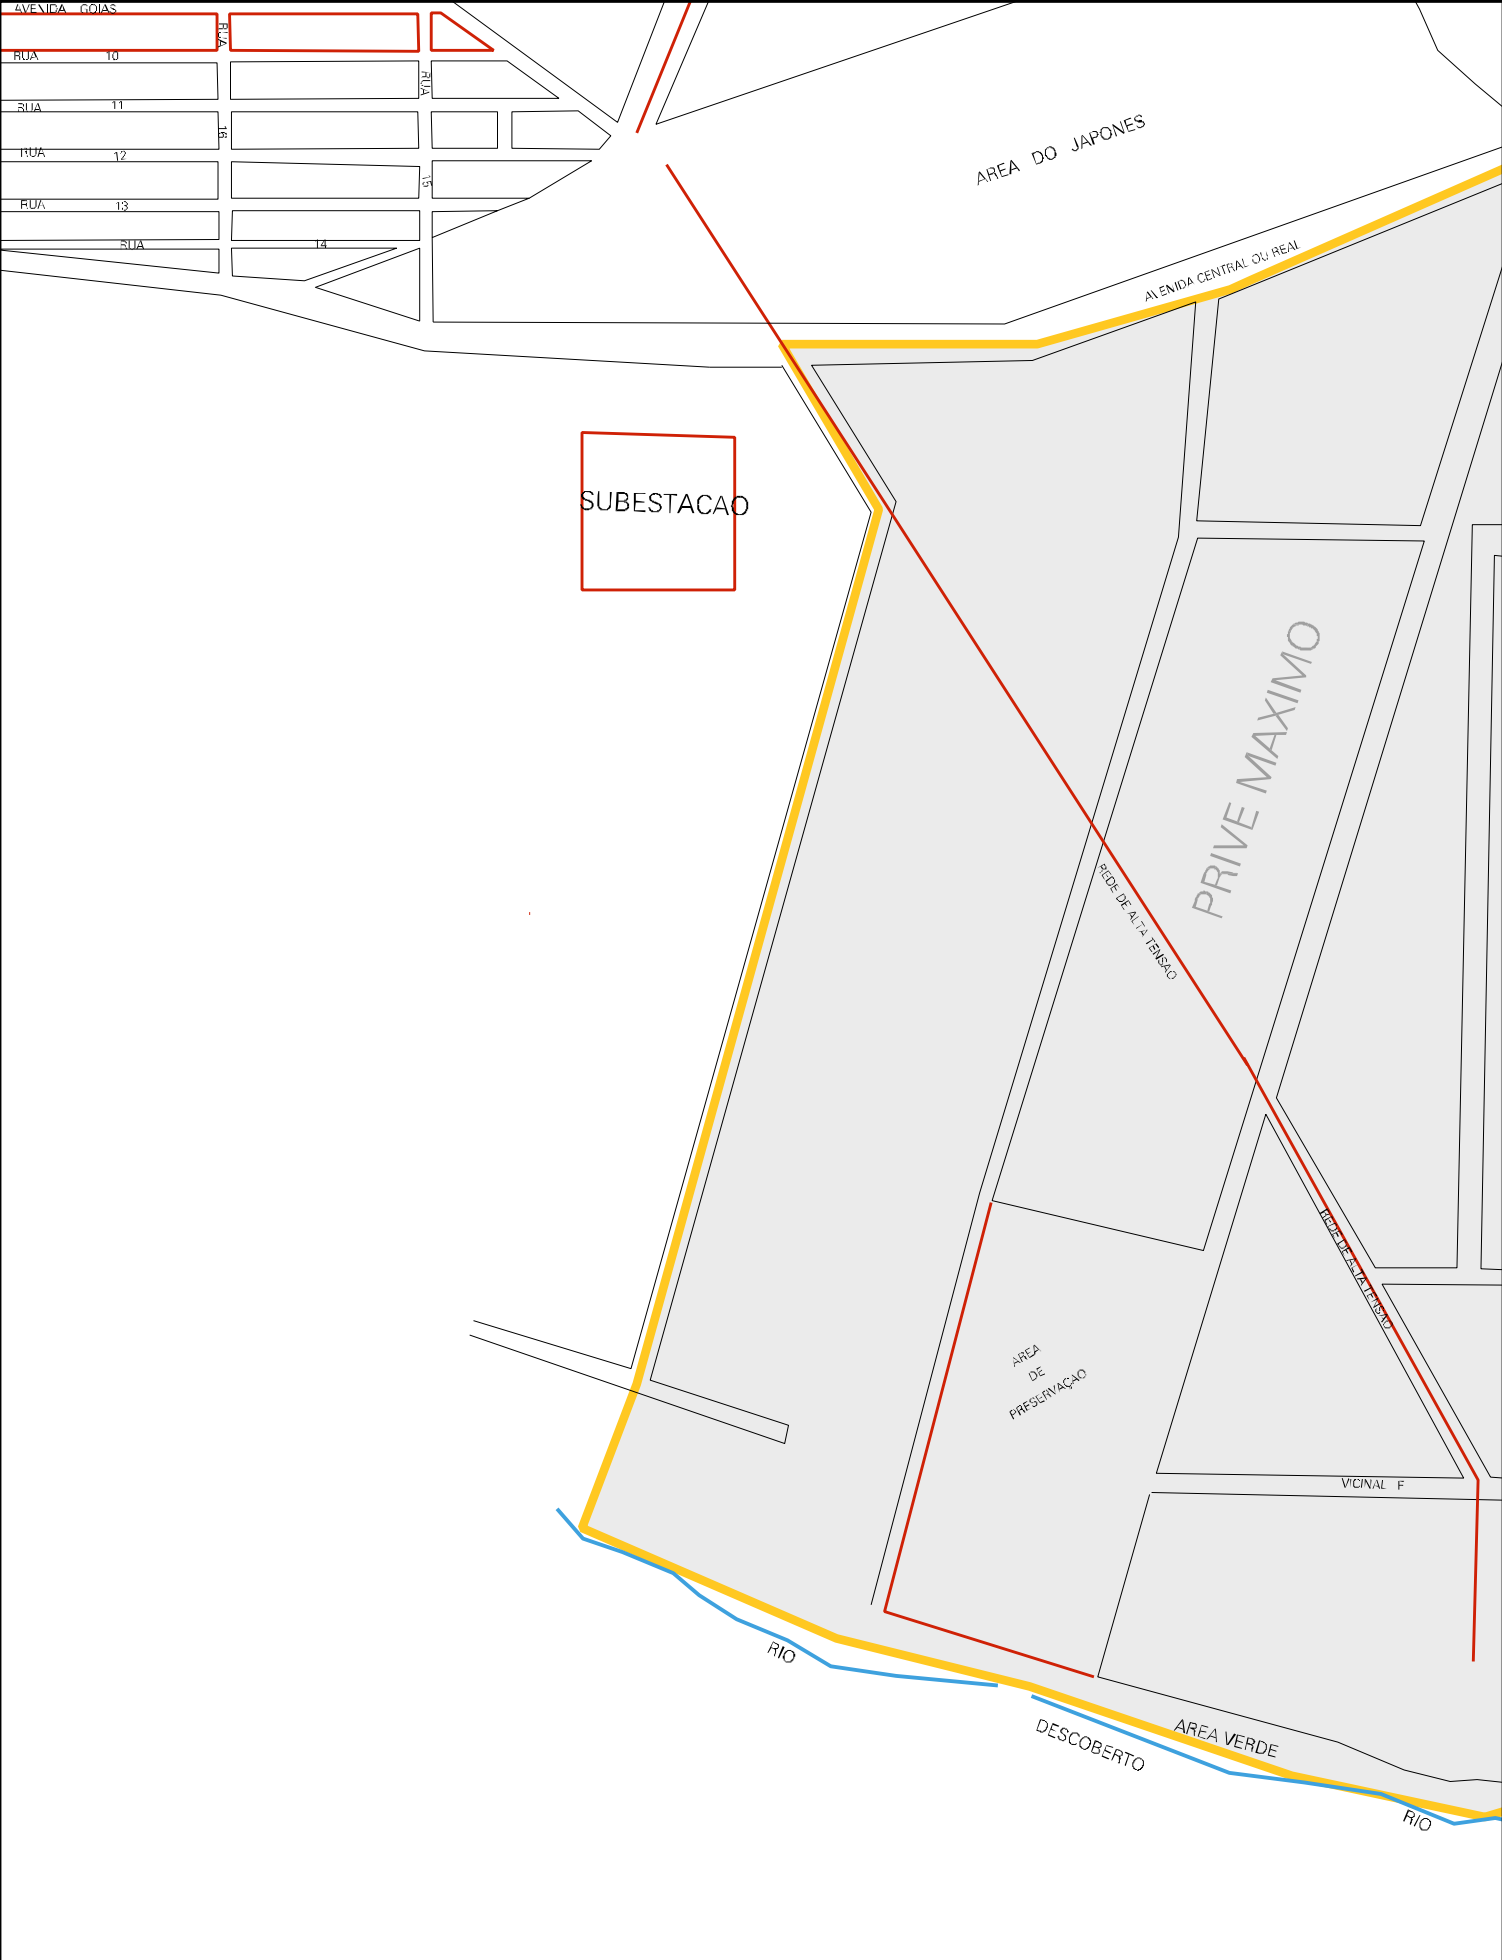 AVENIDA GOIAS
RUA
RUA 10
RUA
RUA 11
16
RUA 12
15
RUA 13
RUA 14
AREA DO JAPONES
AVENIDA CENTRAL OU REAL
SUBESTACAO
PRIVE MAXIMO
REDE DE ALTA TENSAO
REDE DE ALTA TENSAO
AREA
DE
PRESERVAÇAO
VICINAL F
RIO
DESCOBERTO
AREA VERDE
RIO